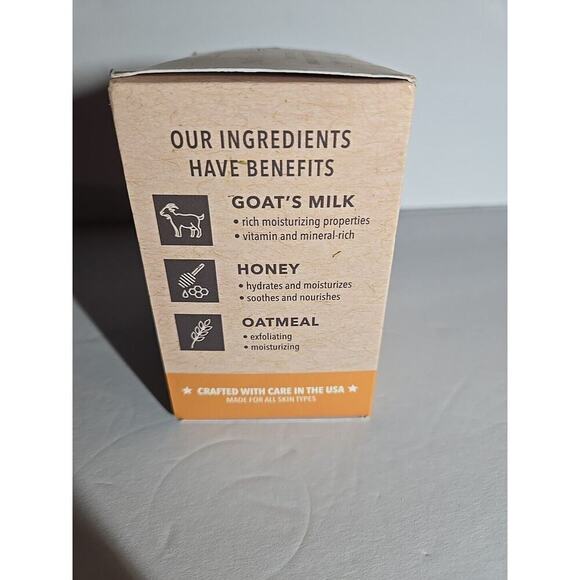 OUR INGREDIENTS
HAVE BENEFITS
GOAT'S MILK
• rich moisturizing properties
• vitamin and mineral-rich
HONEY
• hydrates and moisturizes
• soothes and nourishes
OATMEAL
• exfoliating
• moisturizing
★ CRAFTED WITH CARE IN THE USA ★
MADE FOR ALL SKIN TYPES